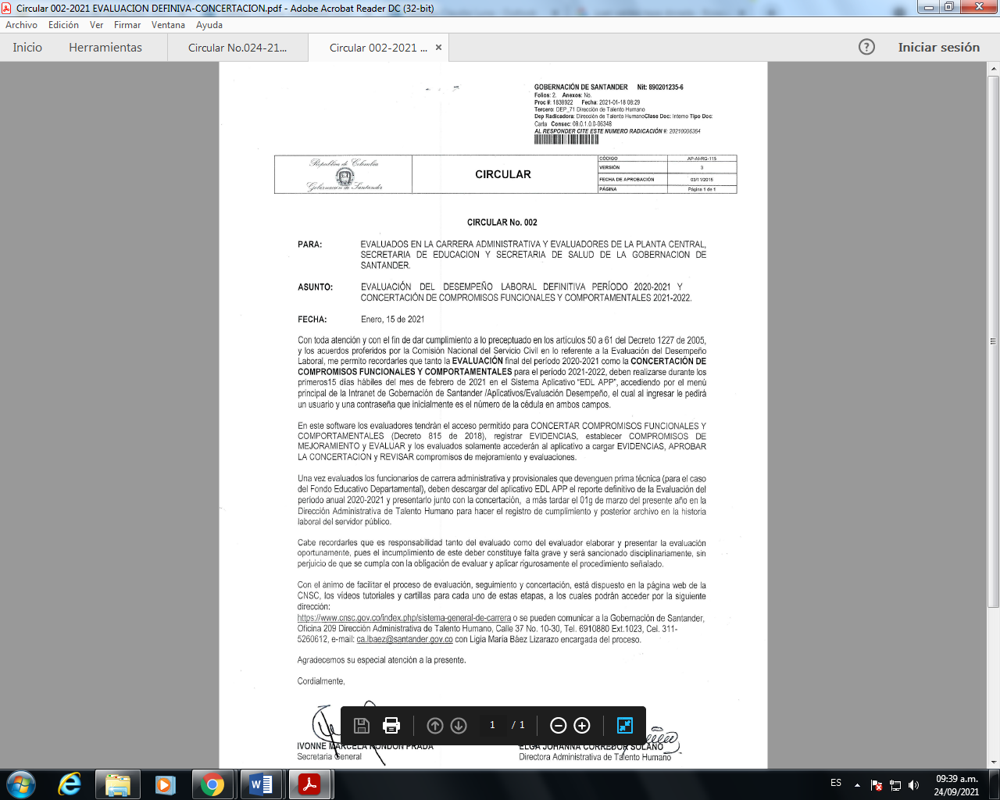 Circular 002-2021 EVALUACION DEFINIVA-CONCERTACION.pdf - Adobe Acrobat Reader DC (32-bit)
Archivo Edición Ver Firmar Ventana Ayuda
Inicio Herramientas Circular No.024-21... Circular 002-2021 ... × ? Iniciar sesión
GOBERNACIÓN DE SANTANDER Nit: 890201235-6
Folios: 2. Anexos: No.
Proc #: 1838922 Fecha: 2021-01-18 08:29
Tercero: DEP_71 Dirección de Talento Humano
Dep Radicadora: Dirección de Talento HumanoClase Doc: Interno Tipo Doc:
Carta Consec: 08.0.1.0.0-06348
AL RESPONDER CITE ESTE NUMERO RADICACIÓN #: 20210006364
República de Colombia
Gobernación de Santander
CIRCULAR
CÓDIGO AP-AI-RG-115
VERSIÓN 3
FECHA DE APROBACIÓN 03/11/2015
PÁGINA Página 1 de 1
CIRCULAR No. 002
PARA: EVALUADOS EN LA CARRERA ADMINISTRATIVA Y EVALUADORES DE LA PLANTA CENTRAL,
SECRETARIA DE EDUCACION Y SECRETARIA DE SALUD DE LA GOBERNACION DE
SANTANDER.
ASUNTO: EVALUACIÓN DEL DESEMPEÑO LABORAL DEFINITIVA PERÍODO 2020-2021 Y
CONCERTACIÓN DE COMPROMISOS FUNCIONALES Y COMPORTAMENTALES 2021-2022.
FECHA: Enero, 15 de 2021
Con toda atención y con el fin de dar cumplimiento a lo preceptuado en los artículos 50 a 61 del Decreto 1227 de 2005,
y los acuerdos proferidos por la Comisión Nacional del Servicio Civil en lo referente a la Evaluación del Desempeño
Laboral, me permito recordarles que tanto la EVALUACIÓN final del período 2020-2021 como la CONCERTACIÓN DE
COMPROMISOS FUNCIONALES Y COMPORTAMENTALES para el período 2021-2022, deben realizarse durante los
primeros15 días hábiles del mes de febrero de 2021 en el Sistema Aplicativo "EDL APP", accediendo por el menú
principal de la Intranet de Gobernación de Santander /Aplicativos/Evaluación Desempeño, el cual al ingresar le pedirá
un usuario y una contraseña que inicialmente es el número de la cédula en ambos campos.
En este software los evaluadores tendrán el acceso permitido para CONCERTAR COMPROMISOS FUNCIONALES Y
COMPORTAMENTALES (Decreto 815 de 2018), registrar EVIDENCIAS, establecer COMPROMISOS DE
MEJORAMIENTO y EVALUAR y los evaluados solamente accederán al aplicativo a cargar EVIDENCIAS, APROBAR
LA CONCERTACION y REVISAR compromisos de mejoramiento y evaluaciones.
Una vez evaluados los funcionarios de carrera administrativa y provisionales que devenguen prima técnica (para el caso
del Fondo Educativo Departamental), deben descargar del aplicativo EDL APP el reporte definitivo de la Evaluación del
período anual 2020-2021 y presentarlo junto con la concertación, a más tardar el 01g de marzo del presente año en la
Dirección Administrativa de Talento Humano para hacer el registro de cumplimiento y posterior archivo en la historia
laboral del servidor público.
Cabe recordarles que es responsabilidad tanto del evaluado como del evaluador elaborar y presentar la evaluación
oportunamente, pues el incumplimiento de este deber constituye falta grave y será sancionado disciplinariamente, sin
perjuicio de que se cumpla con la obligación de evaluar y aplicar rigurosamente el procedimiento señalado.
Con el ánimo de facilitar el proceso de evaluación, seguimiento y concertación, está dispuesto en la página web de la
CNSC, los vídeos tutoriales y cartillas para cada uno de estas etapas, a los cuales podrán acceder por la siguiente
dirección:
https://www.cnsc.gov.co/index.php/sistema-general-de-carrera o se pueden comunicar a la Gobernación de Santander,
Oficina 209 Dirección Administrativa de Talento Humano, Calle 37 No. 10-30, Tel. 6910880 Ext.1023, Cel. 311-
5260612, e-mail: ca.lbaez@santander.gov.co con Ligia María Báez Lizarazo encargada del proceso.
Agradecemos su especial atención a la presente.
Cordialmente,
1 / 1
IVONNE MARCELA RONDON PRADA ELGA JOHANNA CORREDOR SOLANO
Secretaria General Directora Administrativa de Talento Humano
ES 09:39 a.m.
24/09/2021